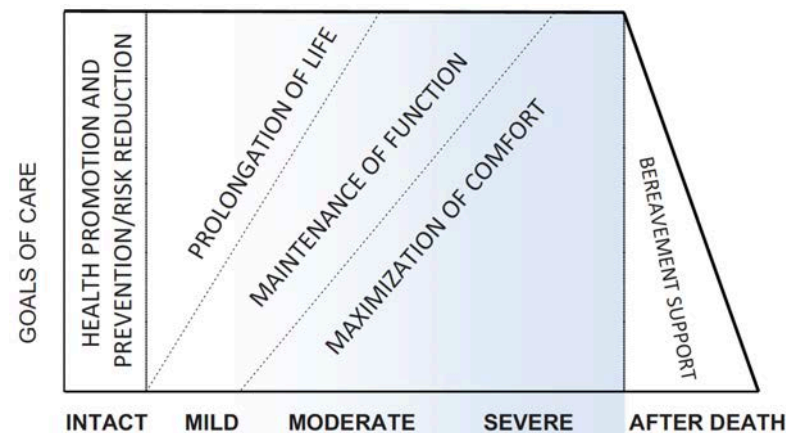 GOALS OF CARE
HEALTH PROMOTION AND
PREVENTION/RISK REDUCTION
PROLONGATION OF LIFE
MAINTENANCE OF FUNCTION
MAXIMIZATION OF COMFORT
BEREAVEMENT SUPPORT
INTACT MILD MODERATE SEVERE AFTER DEATH